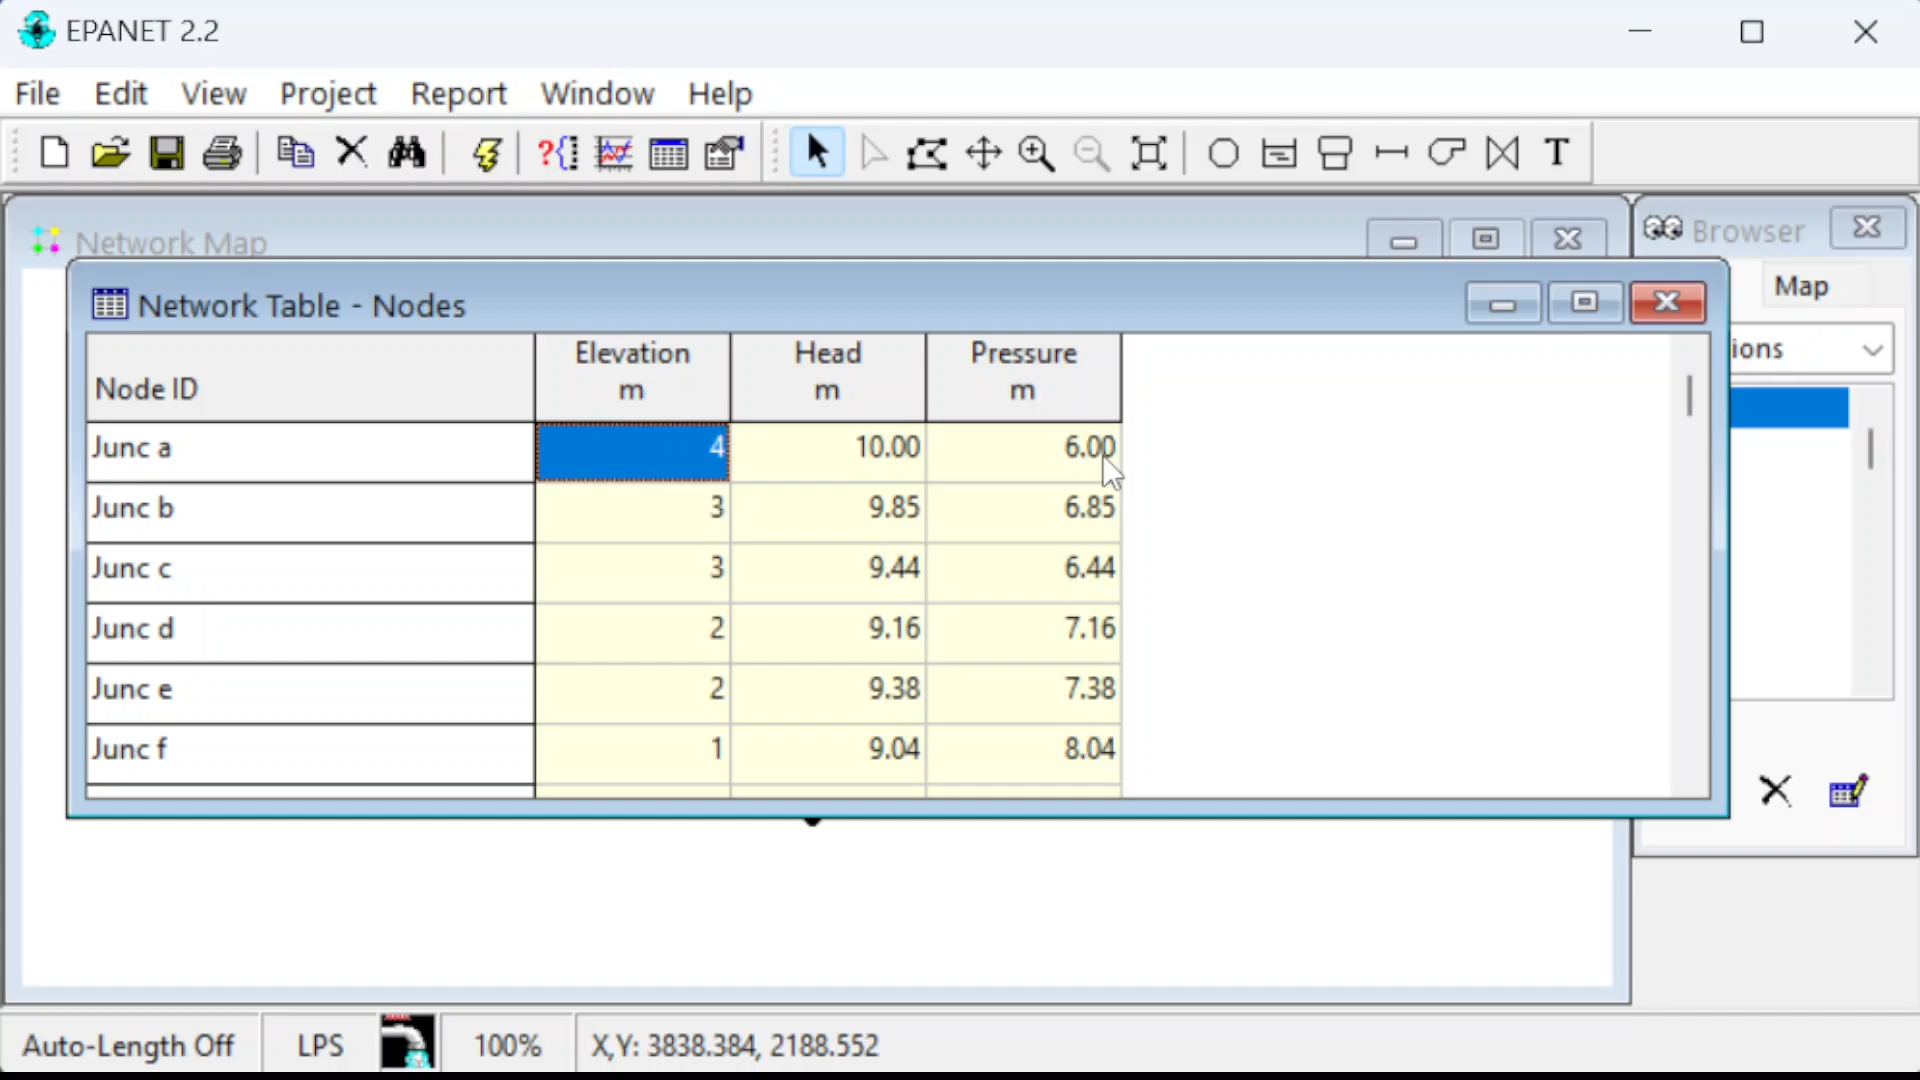 EPANET 2.2
File Edit View Project Report Window Help
?{
T
Network Map
Browser
Map
Network Table - Nodes
ions
Node ID Elevation m Head m Pressure m
Junc a 4 10.00 6.00
Junc b 3 9.85 6.85
Junc c 3 9.44 6.44
Junc d 2 9.16 7.16
Junc e 2 9.38 7.38
Junc f 1 9.04 8.04
Auto-Length Off LPS 100% X,Y: 3838.384, 2188.552